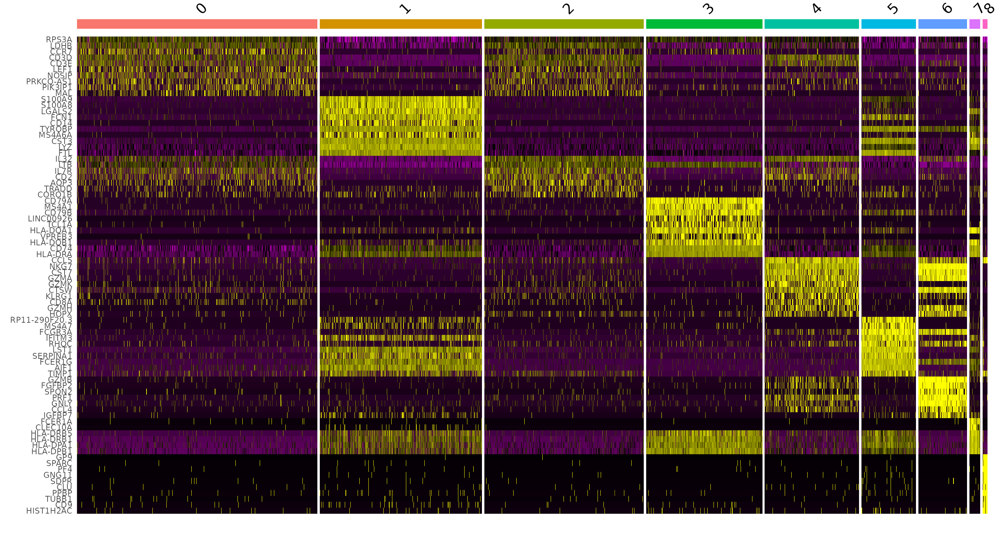 0 1 2 3 4 5 6 7 8
RPS3A
LDHB
CCR7
CD3D
CD3E
LEF1
NOSIP
PRKCQ-AS1
PIK3IP1
MAL
S100A9
S100A8
LGALS2
FCN1
CD14
TYROBP
MS4A6A
CST3
LYZ
FTL
IL32
LTB
IL7R
CD2
AQP3
TRADD
CORO1B
CD79A
MS4A1
CD79B
LINC00926
TCL1A
HLA-DQA1
VPREB3
HLA-DQB1
CD74
HLA-DRA
CCL5
NKG7
CST7
GZMA
GZMK
CTSW
KLRG1
CD8A
GZMH
HOPX
RP11-290F20.3
MS4A7
FCGR3A
IFITM3
RHOC
LST1
SERPINA1
FCER1G
AIF1
TIMP1
GZMB
FGFBP2
SPON2
PRF1
GNLY
CCL4
IGFBP7
FCER1A
CLEC10A
HLA-DRB5
HLA-DRB1
HLA-DPA1
HLA-DPB1
GP9
SPARC
PF4
GNG11
SDPR
CLU
PPBP
TUBB1
CD9
HIST1H2AC